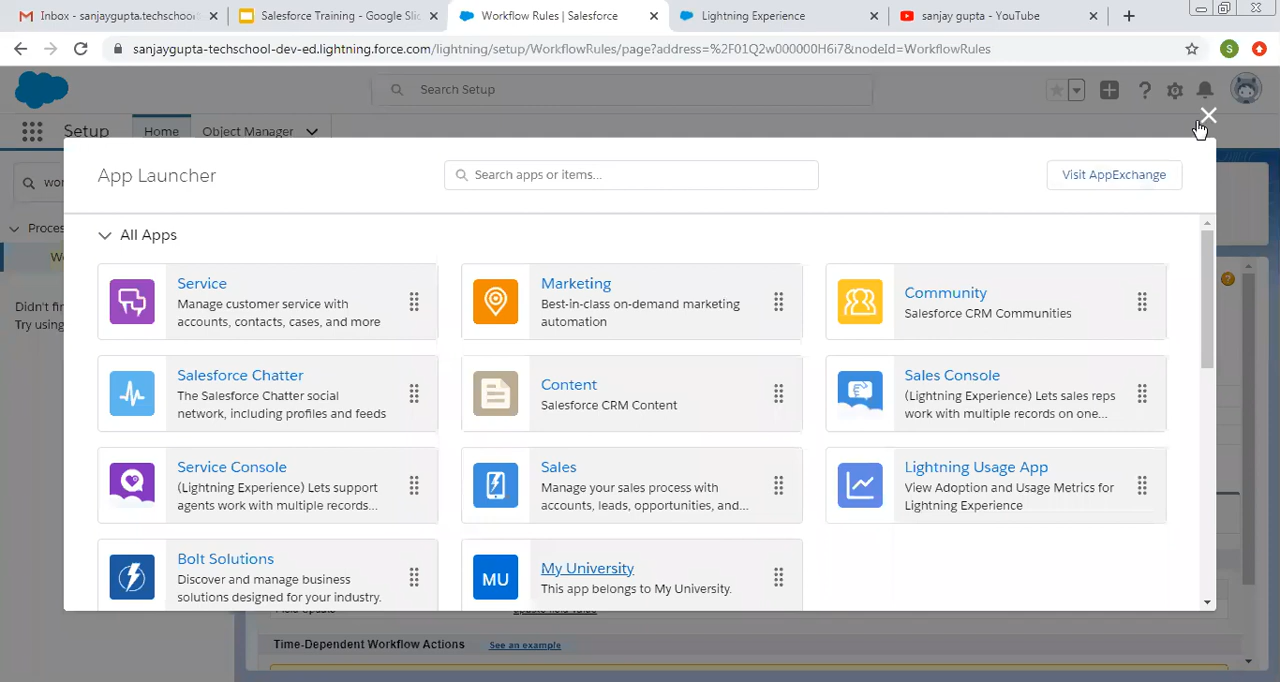 Inbox - sanjaygupta.techschool
Salesforce Training - Google Slid
Workflow Rules | Salesforce
Lightning Experience
sanjay gupta - YouTube
sanjaygupta-techschool-dev-ed.lightning.force.com/lightning/setup/WorkflowRules/page?address=%2F01Q2w000000H6i7&nodeId=WorkflowRules
S
Search Setup
Setup
Home
Object Manager
App Launcher
Search apps or items...
Visit AppExchange
wor
Proces
Wo
Didn't fin
Try using
All Apps
Service
Manage customer service with
accounts, contacts, cases, and more
Marketing
Best-in-class on-demand marketing
automation
Community
Salesforce CRM Communities
Salesforce Chatter
The Salesforce Chatter social
network, including profiles and feeds
Content
Salesforce CRM Content
Sales Console
(Lightning Experience) Lets sales reps
work with multiple records on one...
Service Console
(Lightning Experience) Lets support
agents work with multiple records...
Sales
Manage your sales process with
accounts, leads, opportunities, and...
Lightning Usage App
View Adoption and Usage Metrics for
Lightning Experience
Bolt Solutions
Discover and manage business
solutions designed for your industry.
MU
My University
This app belongs to My University.
Time-Dependent Workflow Actions
See an example